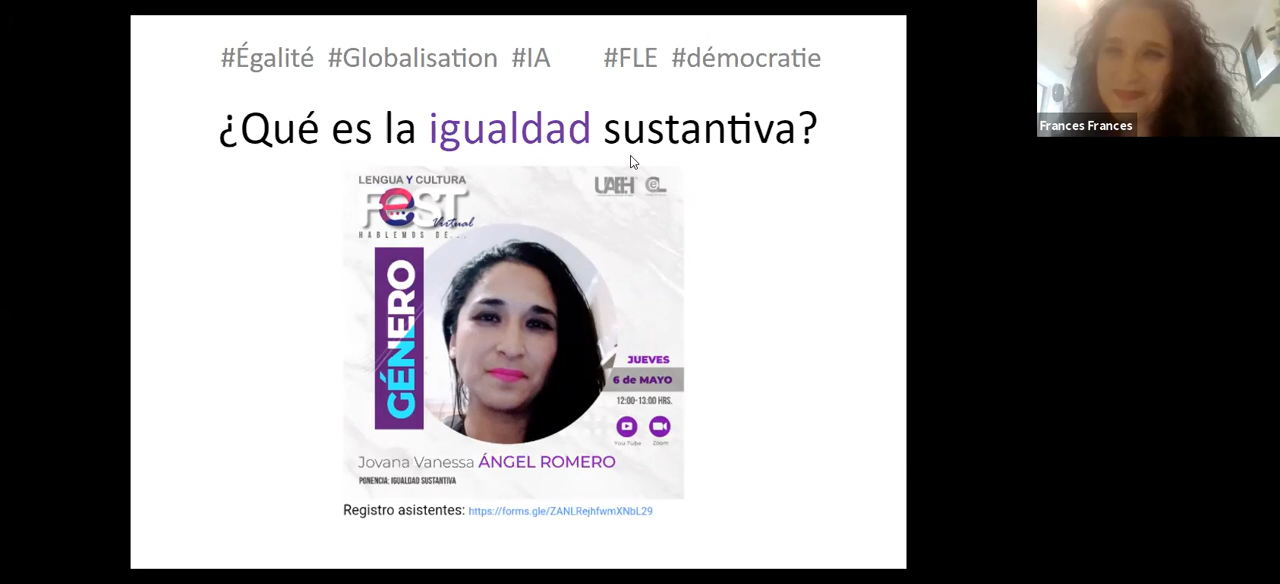 #Égalité #Globalisation #IA #FLE #démocratie
Frances Frances
¿Qué es la igualdad sustantiva?
LENGUA Y CULTURA
FEST
Virtual
HABLEMOS DE...
UAEH
GÉNERO
JUEVES
6 de MAYO
12:00-13:00 HRS.
You Tube
Zoom
Jovana Vanessa ÁNGEL ROMERO
PONENCIA: IGUALDAD SUSTANTIVA
Registro asistentes: https://forms.gle/ZANLRejhfwmXNbL29